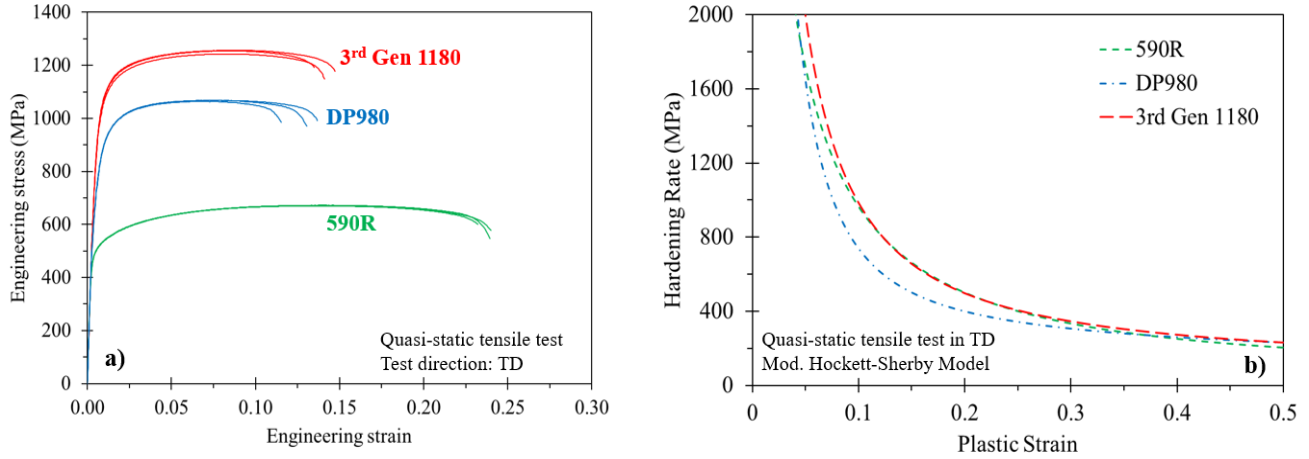 Engineering stress (MPa)
1400
1200
1000
800
600
400
200
0
3rd Gen 1180
DP980
590R
Quasi-static tensile test
Test direction: TD
a)
0.00 0.05 0.10 0.15 0.20 0.25 0.30
Engineering strain
Hardening Rate (MPa)
2000
1600
1200
800
400
0
590R
DP980
3rd Gen 1180
Quasi-static tensile test in TD
Mod. Hockett-Sherby Model
b)
0 0.1 0.2 0.3 0.4 0.5
Plastic Strain